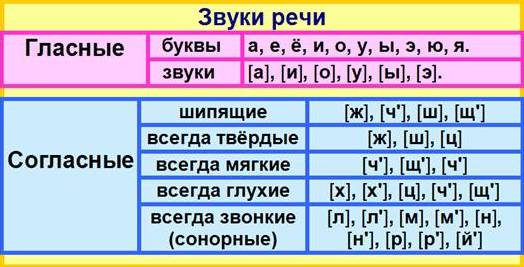 Звуки речи
Гласные
буквы
а, е, ё, и, о, у, ы, э, ю, я.
звуки
[а], [и], [о], [у], [ы], [э].
Согласные
шипящие
[ж], [ч'], [ш], [щ']
всегда твёрдые
[ж], [ш], [ц]
всегда мягкие
[ч'], [щ'], [ч']
всегда глухие
[х], [х'], [ц], [ч'], [щ']
всегда звонкие
(сонорные)
[л], [л'], [м], [м'], [н],
[н'], [р], [р'], [й']